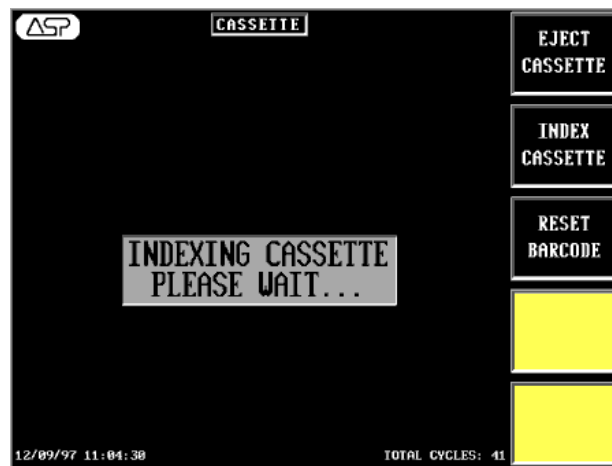 ASP
CASSETTE
EJECT
CASSETTE
INDEX
CASSETTE
RESET
BARCODE
INDEXING CASSETTE
PLEASE WAIT...
12/09/97 11:04:30
TOTAL CYCLES: 41